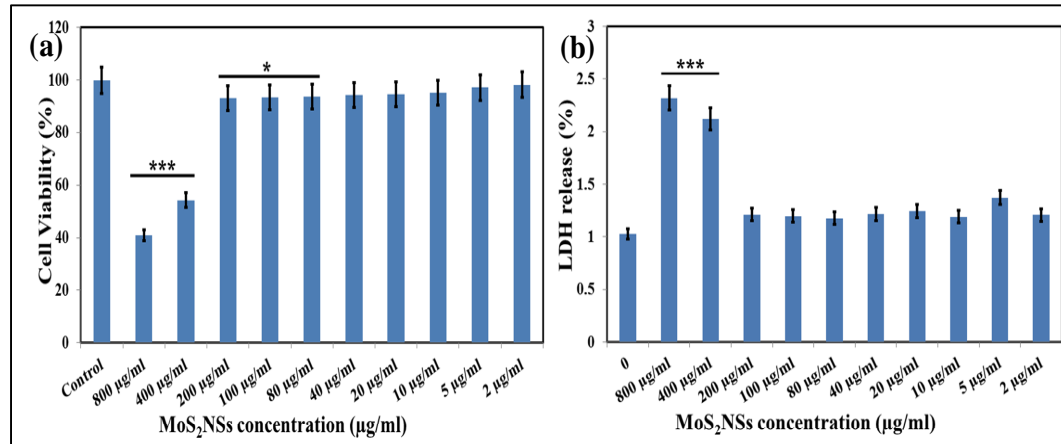 (a)
Cell Viability (%)
120
100
80
60
40
20
0
***
*
Control
800 µg/ml
400 µg/ml
200 µg/ml
100 µg/ml
80 µg/ml
40 µg/ml
20 µg/ml
10 µg/ml
5 µg/ml
2 µg/ml
MoS₂NSs concentration (µg/ml)
(b)
LDH release (%)
3
2.5
2
1.5
1
0.5
0
***
0
800 µg/ml
400 µg/ml
200 µg/ml
100 µg/ml
80 µg/ml
40 µg/ml
20 µg/ml
10 µg/ml
5 µg/ml
2 µg/ml
MoS₂NSs concentration (µg/ml)